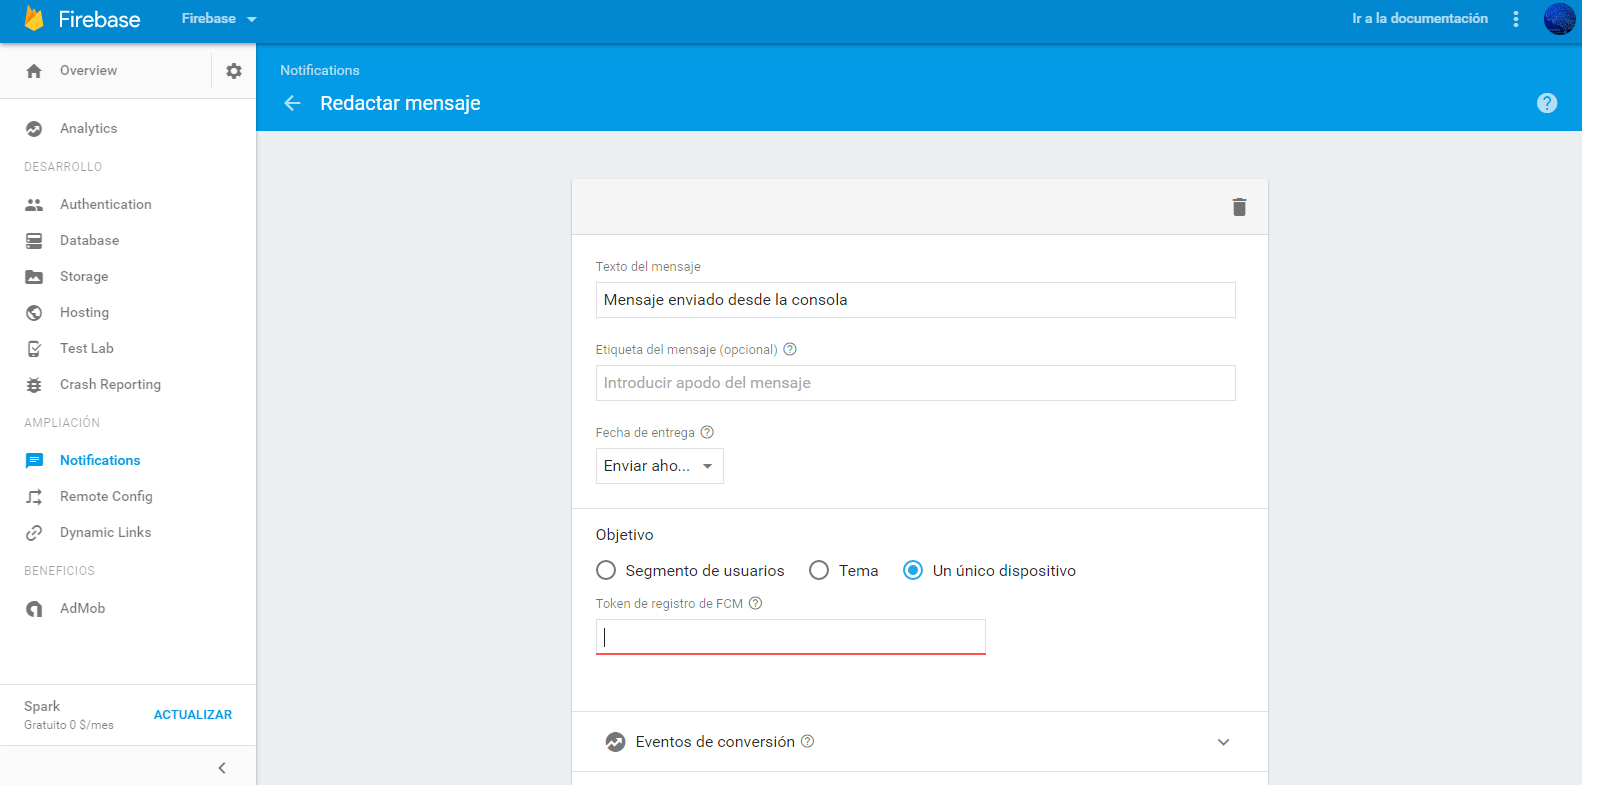 Firebase
Firebase
Ir a la documentación
Overview
Analytics
DESARROLLO
Authentication
Database
Storage
Hosting
Test Lab
Crash Reporting
AMPLIACIÓN
Notifications
Remote Config
Dynamic Links
BENEFICIOS
AdMob
Spark
Gratuito 0 $/mes
ACTUALIZAR
Notifications
Redactar mensaje
Texto del mensaje
Mensaje enviado desde la consola
Etiqueta del mensaje (opcional)
Introducir apodo del mensaje
Fecha de entrega
Enviar aho...
Objetivo
Segmento de usuarios
Tema
Un único dispositivo
Token de registro de FCM
Eventos de conversión